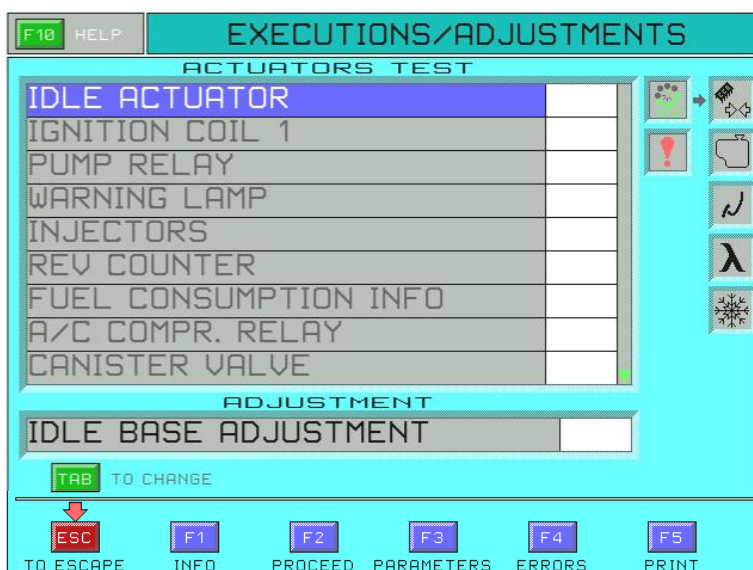 F10 HELP EXECUTIONS/ADJUSTMENTS
ACTUATORS TEST
IDLE ACTUATOR
IGNITION COIL 1
PUMP RELAY
WARNING LAMP
INJECTORS
REV COUNTER
FUEL CONSUMPTION INFO
A/C COMPR. RELAY
CANISTER VALVE
ADJUSTMENT
IDLE BASE ADJUSTMENT
TAB TO CHANGE
ESC F1 F2 F3 F4 F5
TO ESCAPE INFO PROCEED PARAMETERS ERRORS PRINT